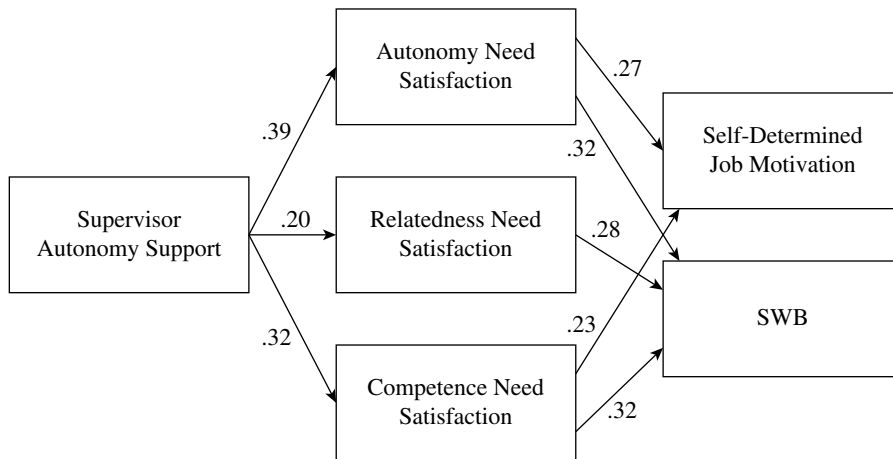 Autonomy Need
Satisfaction
.27
Self-Determined
Job Motivation
.39
.32
Supervisor
Autonomy Support
.20
Relatedness Need
Satisfaction
.28
SWB
.32
.23
Competence Need
Satisfaction
.32